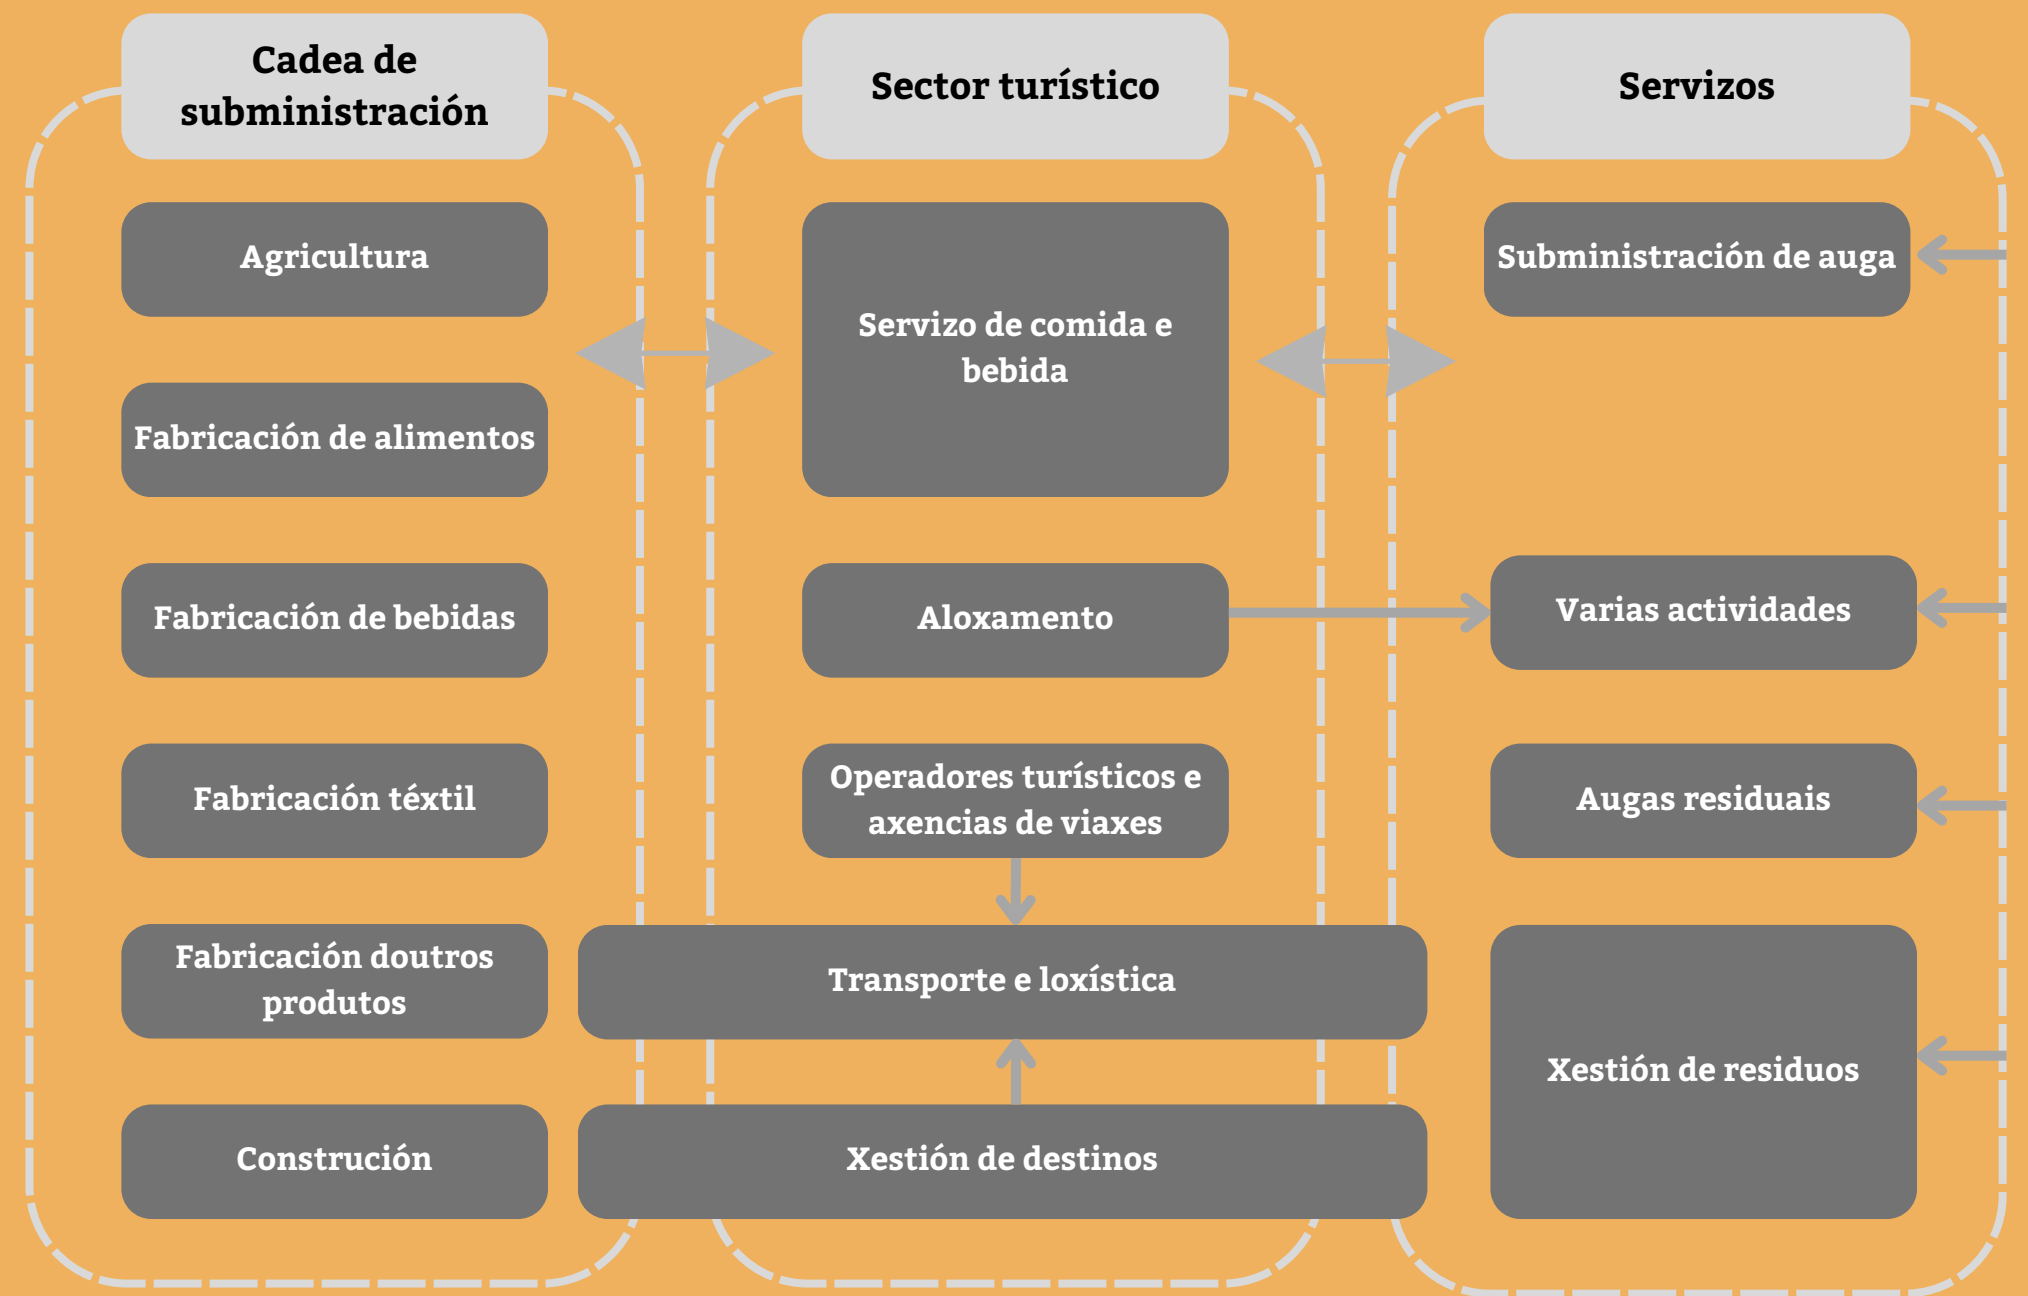 Cadea de
subministración
Agricultura
Fabricación de alimentos
Fabricación de bebidas
Fabricación téxtil
Fabricación doutros
produtos
Construción
Sector turístico
Servizo de comida e
bebida
Aloxamento
Operadores turísticos e
axencias de viaxes
Transporte e loxística
Xestión de destinos
Servizos
Subministración de auga
Varias actividades
Augas residuais
Xestión de residuos